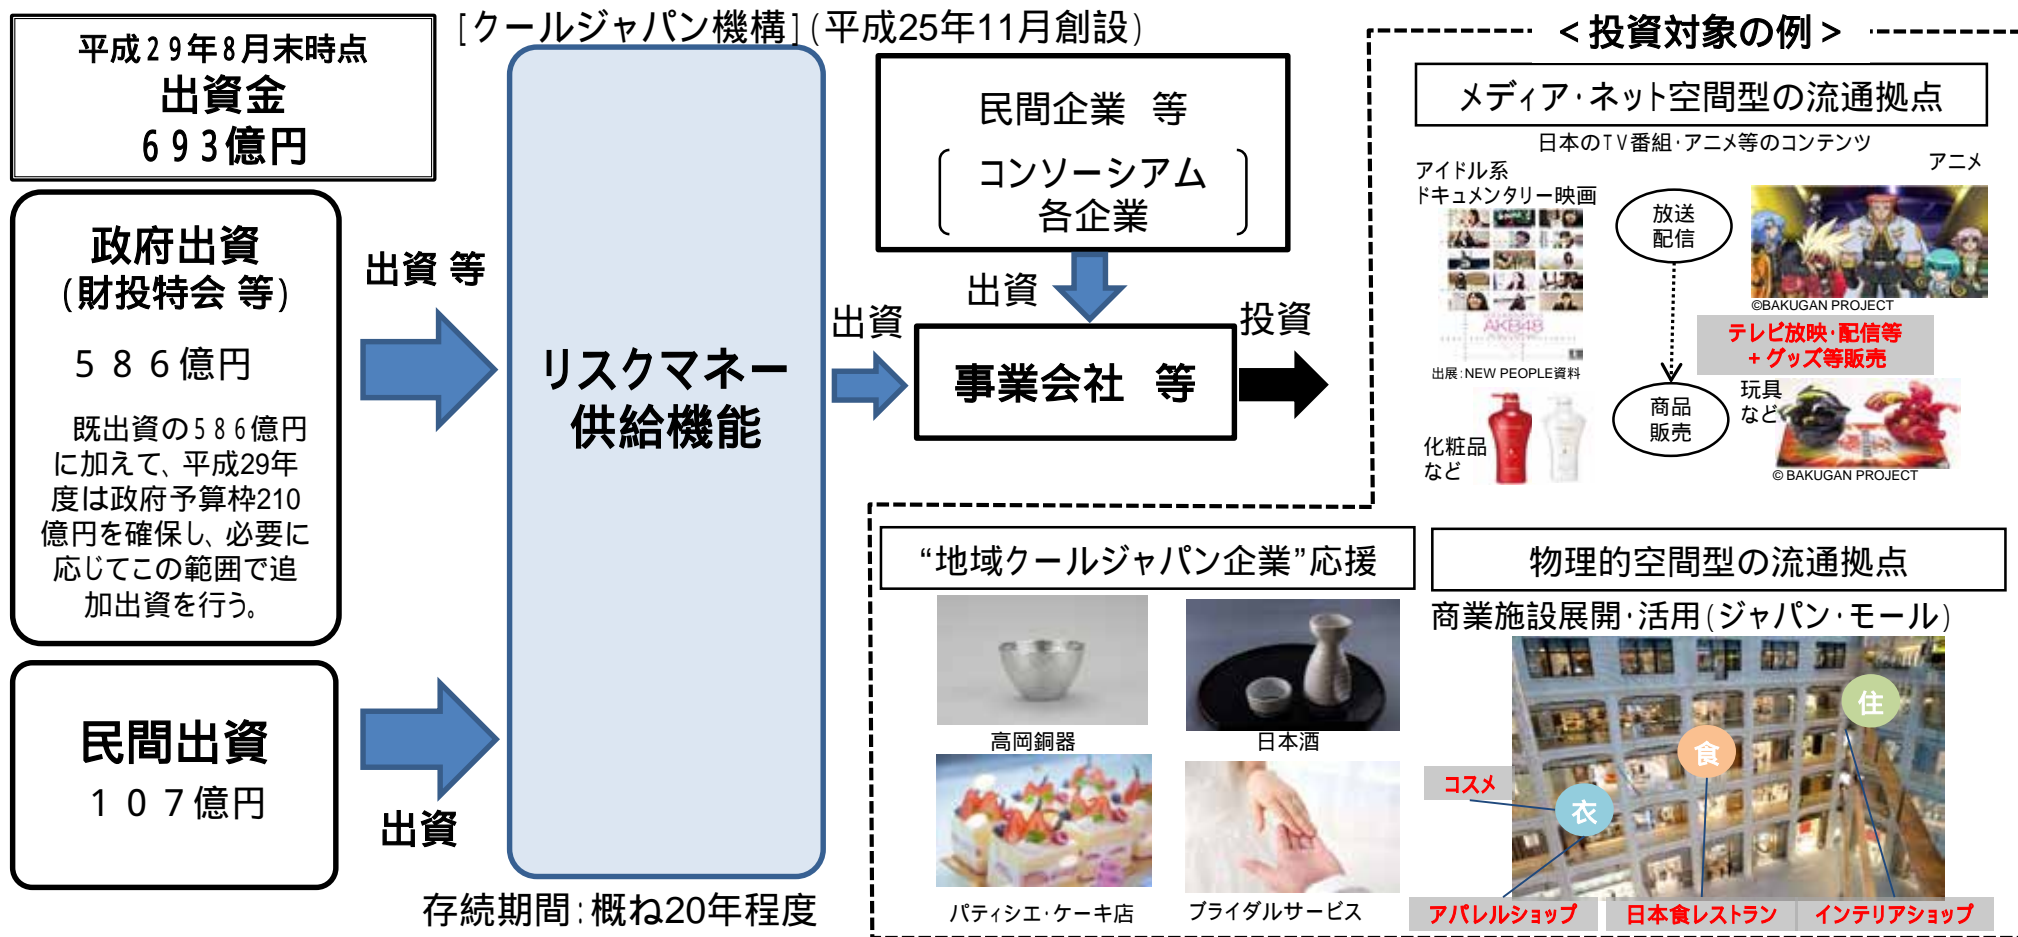 [クールジャパン機構](平成25年11月創設)
平成29年8月末時点
出資金
693億円
政府出資
(財投特会 等)
586億円
既出資の586億円
に加えて、平成29年
度は政府予算枠210
億円を確保し、必要に
応じてこの範囲で追
加出資を行う。
民間出資
107億円
出資 等
出資
リスクマネー
供給機能
存続期間:概ね20年程度
民間企業 等
コンソーシアム
各企業
出資
出資
事業会社 等
投資
<投資対象の例>
メディア・ネット空間型の流通拠点
日本のTV番組・アニメ等のコンテンツ
アイドル系
ドキュメンタリー映画
AKB48
出展:NEW PEOPLE資料
放送
配信
アニメ
©BAKUGAN PROJECT
テレビ放映・配信等
+グッズ等販売
化粧品
など
商品
販売
玩具
など
© BAKUGAN PROJECT
“地域クールジャパン企業”応援
高岡銅器
日本酒
パティシエ・ケーキ店
ブライダルサービス
物理的空間型の流通拠点
商業施設展開・活用(ジャパン・モール)
住
食
コスメ
衣
アパレルショップ
日本食レストラン
インテリアショップ